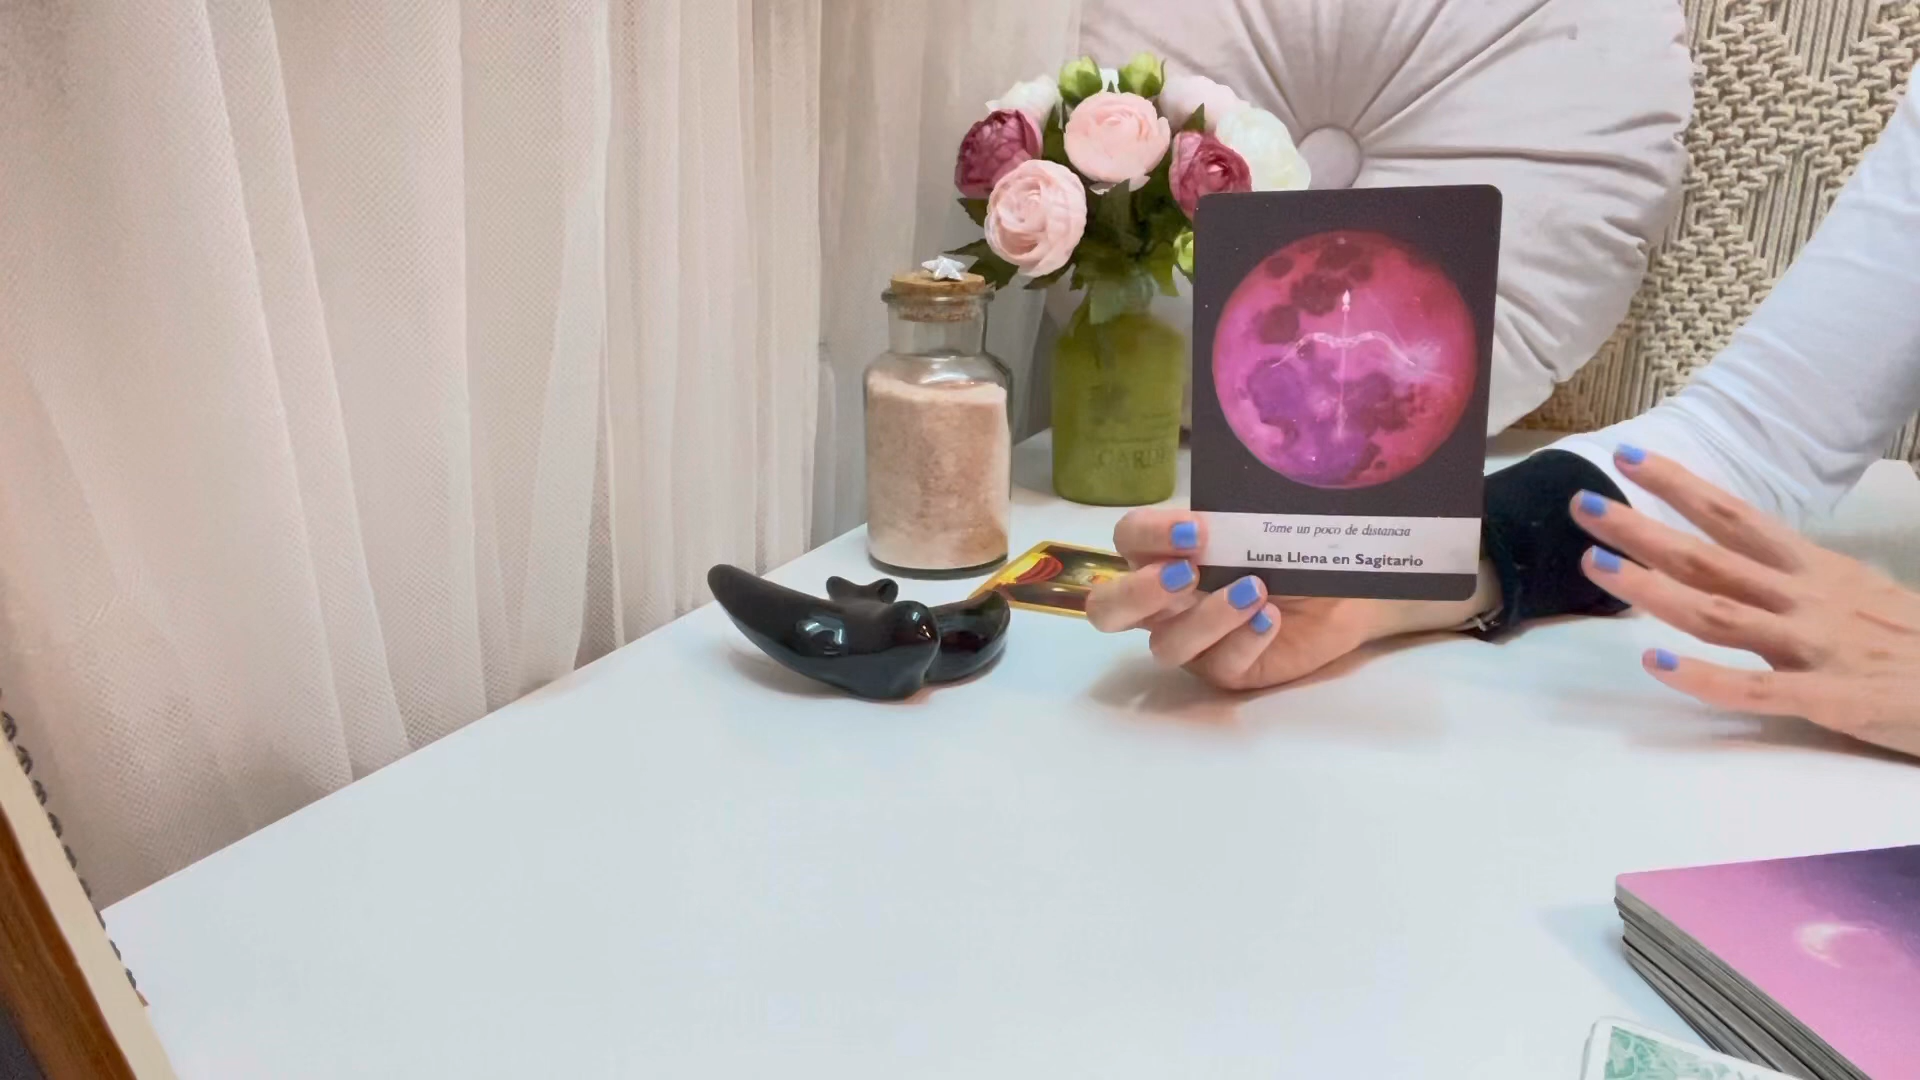 Tome un poco de distancia
Luna Llena en Sagitario